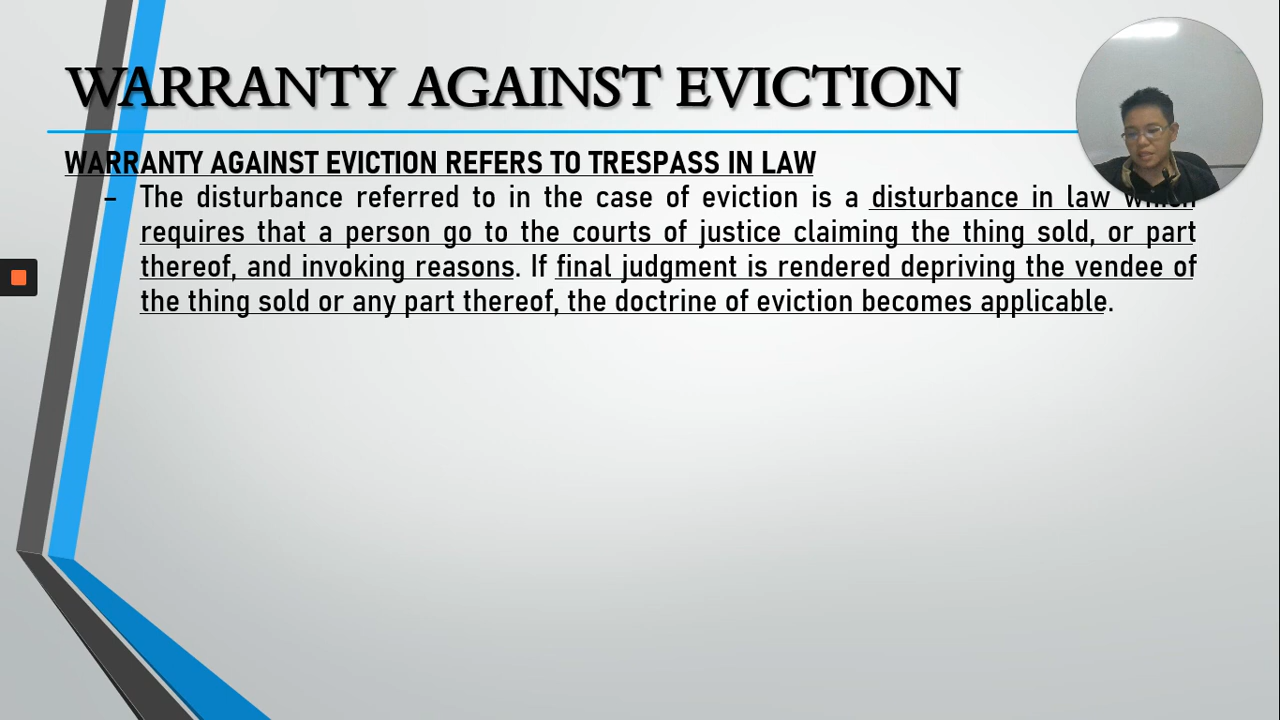 WARRANTY AGAINST EVICTION
WARRANTY AGAINST EVICTION REFERS TO TRESPASS IN LAW
– The disturbance referred to in the case of eviction is a disturbance in law which
requires that a person go to the courts of justice claiming the thing sold, or part
thereof, and invoking reasons. If final judgment is rendered depriving the vendee of
the thing sold or any part thereof, the doctrine of eviction becomes applicable.